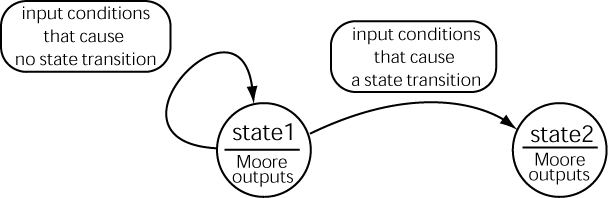 input conditions
that cause
no state transition
input conditions
that cause
a state transition
state1
Moore
outputs
state2
Moore
outputs